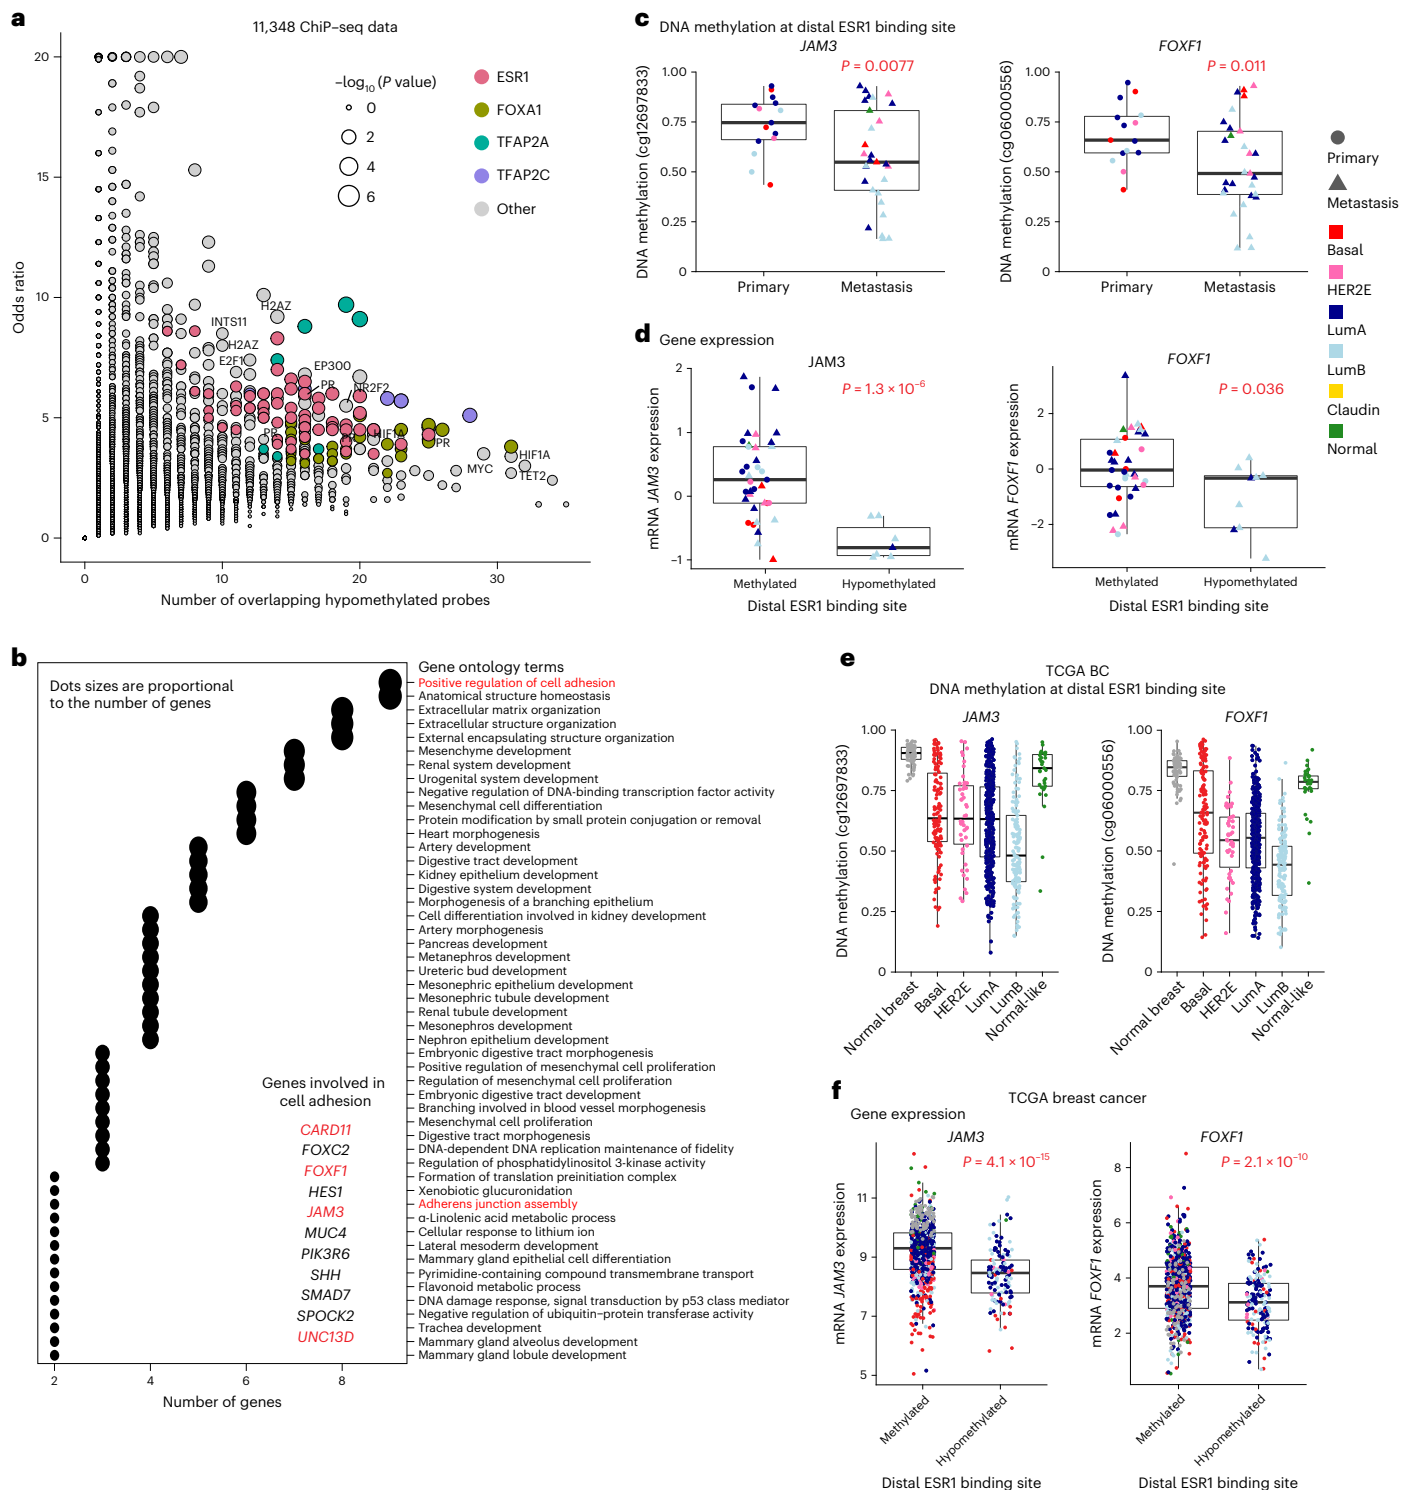 a
11,348 ChiP–seq data
Odds ratio
20
15
10
5
0
–log10 (P value)
0
2
4
6
ESR1
FOXA1
TFAP2A
TFAP2C
Other
H2AZ
INTS11
H2AZ
E2F1
EP300
PR
NR2F2
PR
PR
HIF1A
PR
MYC
HIF1A
TET2
0
10
20
30
Number of overlapping hypomethylated probes
c
DNA methylation at distal ESR1 binding site
JAM3
P = 0.0077
DNA methylation (cg12697833)
1.00
0.75
0.50
0.25
0
Primary
Metastasis
FOXF1
P = 0.011
DNA methylation (cg06000556)
1.00
0.75
0.50
0.25
0
Primary
Metastasis
Primary
Metastasis
Basal
HER2E
LumA
LumB
Claudin
Normal
d
Gene expression
JAM3
P = 1.3 × 10−6
mRNA JAM3 expression
2
1
0
−1
Methylated
Hypomethylated
Distal ESR1 binding site
FOXF1
P = 0.036
mRNA FOXF1 expression
2
0
−2
Methylated
Hypomethylated
Distal ESR1 binding site
b
Dots sizes are proportional
to the number of genes
Gene ontology terms
Positive regulation of cell adhesion
Anatomical structure homeostasis
Extracellular matrix organization
Extracellular structure organization
External encapsulating structure organization
Mesenchyme development
Renal system development
Urogenital system development
Negative regulation of DNA-binding transcription factor activity
Mesenchymal cell differentiation
Protein modification by small protein conjugation or removal
Heart morphogenesis
Artery development
Digestive tract development
Kidney epithelium development
Digestive system development
Morphogenesis of a branching epithelium
Cell differentiation involved in kidney development
Artery morphogenesis
Pancreas development
Metanephros development
Ureteric bud development
Mesonephric epithelium development
Mesonephric tubule development
Renal tubule development
Mesonephros development
Nephron epithelium development
Embryonic digestive tract morphogenesis
Positive regulation of mesenchymal cell proliferation
Regulation of mesenchymal cell proliferation
Embryonic digestive tract development
Branching involved in blood vessel morphogenesis
Mesenchymal cell proliferation
Digestive tract morphogenesis
DNA-dependent DNA replication maintenance of fidelity
Regulation of phosphatidylinositol 3-kinase activity
Formation of translation preinitiation complex
Xenobiotic glucuronidation
Adherens junction assembly
α-Linolenic acid metabolic process
Cellular response to lithium ion
Lateral mesoderm development
Mammary gland epithelial cell differentiation
Pyrimidine-containing compound transmembrane transport
Flavonoid metabolic process
DNA damage response, signal transduction by p53 class mediator
Negative regulation of ubiquitin−protein transferase activity
Trachea development
Mammary gland alveolus development
Mammary gland lobule development
Genes involved in
cell adhesion
CARD11
FOXC2
FOXF1
HES1
JAM3
MUC4
PIK3R6
SHH
SMAD7
SPOCK2
UNC13D
2
4
6
8
Number of genes
e
TCGA BC
DNA methylation at distal ESR1 binding site
JAM3
DNA methylation (cg12697833)
1.00
0.75
0.50
0.25
0
Normal breast
Basal
HER2E
LumA
LumB
Normal-like
FOXF1
DNA methylation (cg06000556)
1.00
0.75
0.50
0.25
0
Normal breast
Basal
HER2E
LumA
LumB
Normal-like
f
TCGA breast cancer
Gene expression
JAM3
P = 4.1 × 10−15
mRNA JAM3 expression
11
9
7
5
Methylated
Hypomethylated
Distal ESR1 binding site
FOXF1
P = 2.1 × 10−10
mRNA FOXF1 expression
8
6
4
2
Methylated
Hypomethylated
Distal ESR1 binding site